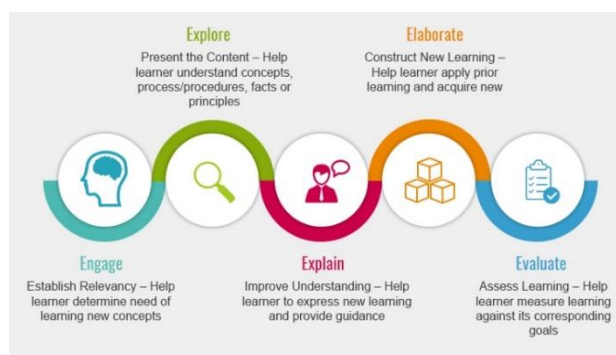 Explore
Present the Content – Help
learner understand concepts,
process/procedures, facts or
principles
Elaborate
Construct New Learning –
Help learner apply prior
learning and acquire new
Engage
Establish Relevancy – Help
learner determine need of
learning new concepts
Explain
Improve Understanding – Help
learner to express new learning
and provide guidance
Evaluate
Assess Learning – Help
learner measure learning
against its corresponding
goals